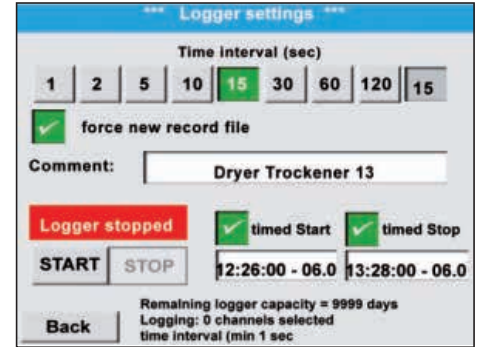 *** Logger settings ***
Time interval (sec)
1 2 5 10 15 30 60 120 15
force new record file
Comment: Dryer Trockener 13
Logger stopped timed Start timed Stop
START STOP 12:26:00 - 06.0 13:28:00 - 06.0
Remaining logger capacity = 9999 days
Back Logging: 0 channels selected
time interval (min 1 sec